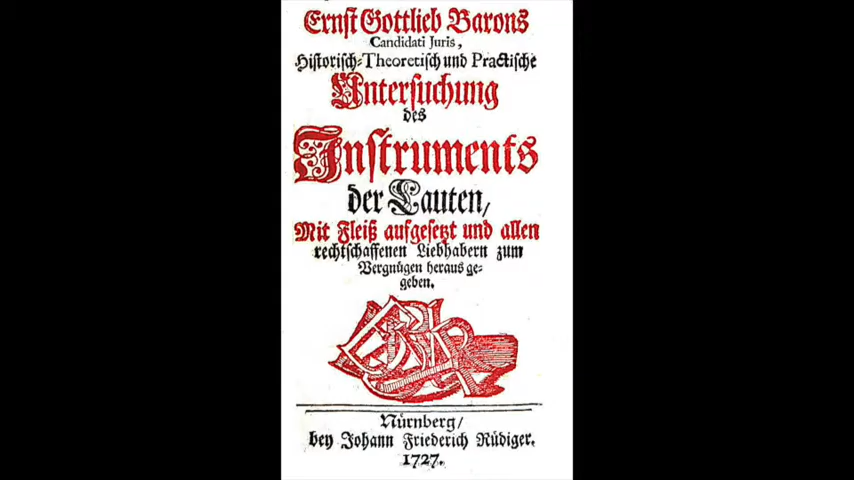 Ernst Gottlieb Barons
Candidati Juris,
Historisch-Theoretisch und Practische
Untersuchung
des
Instruments
der Lauten,
Mit Fleiß aufgesetzt und allen
rechtschaffenen Liebhabern zum
Vergnügen heraus ge-
geben.
Nürnberg/
bey Johann Friederich Rüdiger.
1727.